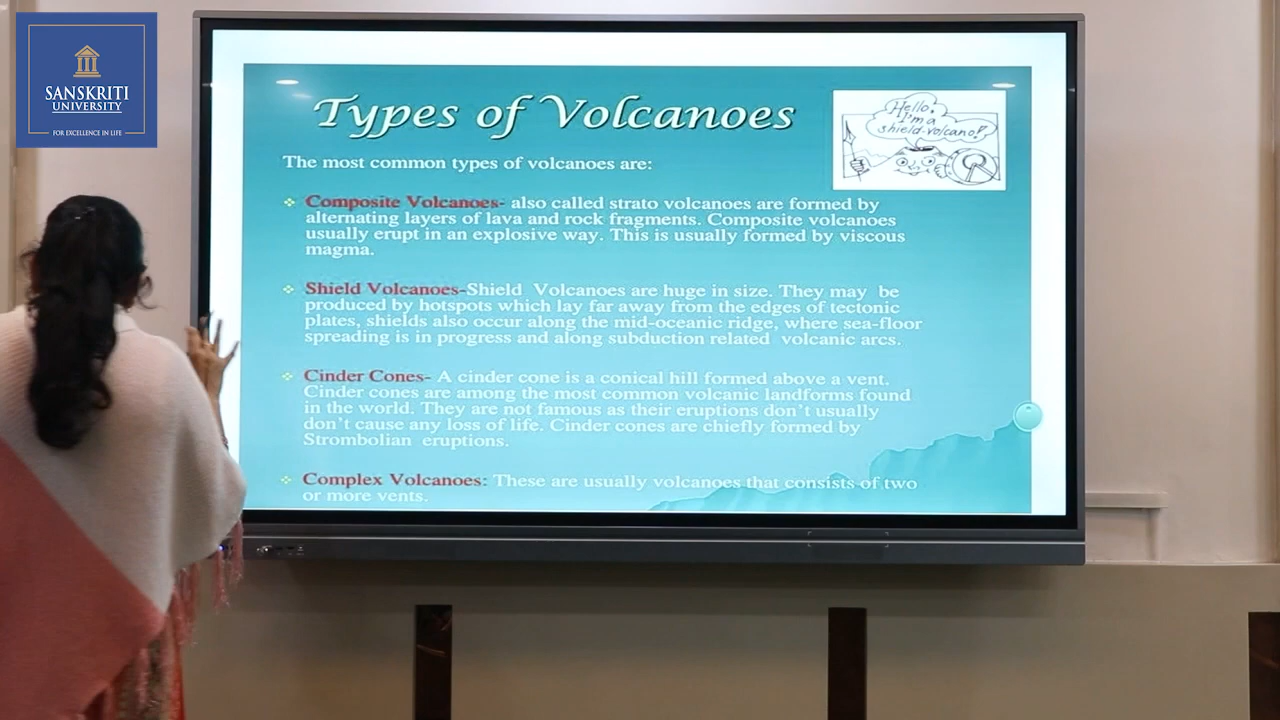 SANSKRITI
UNIVERSITY
FOR EXCELLENCE IN LIFE
Types of Volcanoes
Hello,
I'm a
shield-volcano!
The most common types of volcanoes are:
Composite Volcanoes- also called strato volcanoes are formed by
alternating layers of lava and rock fragments. Composite volcanoes
usually erupt in an explosive way. This is usually formed by viscous
magma.
Shield Volcanoes-Shield Volcanoes are huge in size. They may be
produced by hotspots which lay far away from the edges of tectonic
plates, shields also occur along the mid-oceanic ridge, where sea-floor
spreading is in progress and along subduction related volcanic arcs.
Cinder Cones- A cinder cone is a conical hill formed above a vent.
Cinder cones are among the most common volcanic landforms found
in the world. They are not famous as their eruptions don't usually
don't cause any loss of life. Cinder cones are chiefly formed by
Strombolian eruptions.
Complex Volcanoes: These are usually volcanoes that consists of two
or more vents.